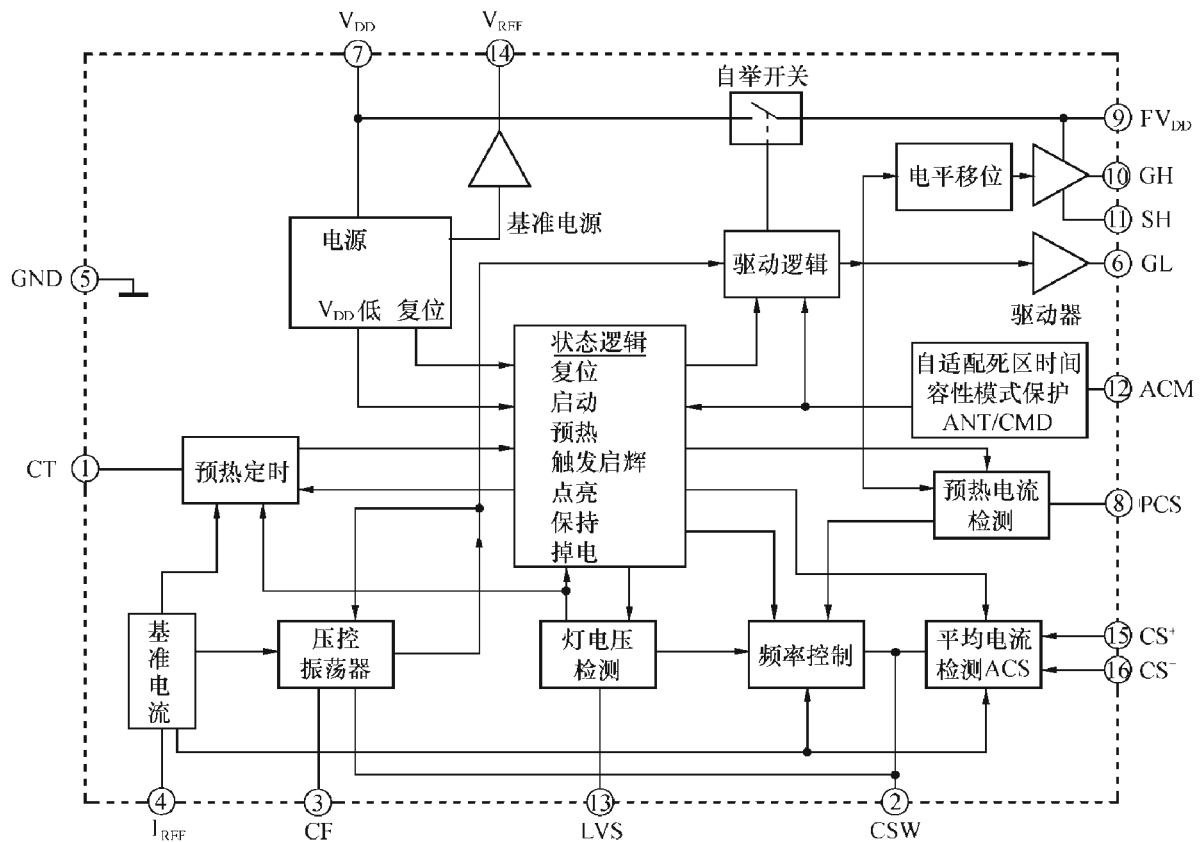 V_DD
V_REF
7
14
自举开关
9 FV_DD
电平移位
10 GH
电源
基准电源
11 SH
GND 5
驱动逻辑
6 GL
V_DD低 复位
驱动器
状态逻辑
复位
启动
预热
触发启辉
点亮
保持
掉电
自适配死区时间
容性模式保护
ANT/CMD
12 ACM
CT 1
预热定时
预热电流
检测
8 PCS
基准电流
压控
振荡器
灯电压
检测
频率控制
平均电流
检测ACS
15 CS⁺
16 CS⁻
4
3
13
2
I_REF
CF
LVS
CSW